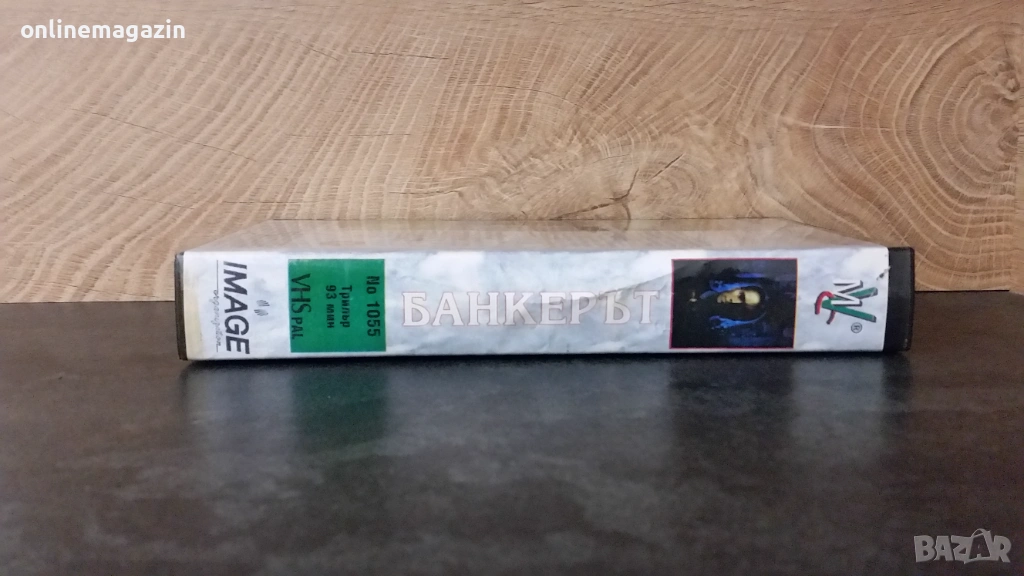 onlinemagazin
IMAGE
No 1055
Трилър
93 мин
VHS PAL
БАНКЕРЪТ
®
BAZAR